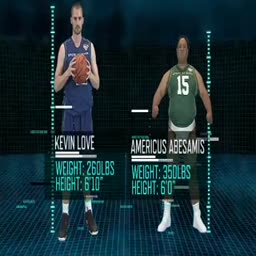 15
KEVIN LOVE
WEIGHT: 260LBS
HEIGHT: 6'10"
AMERICUS ABESAMIS
WEIGHT: 350LBS
HEIGHT: 6'0"